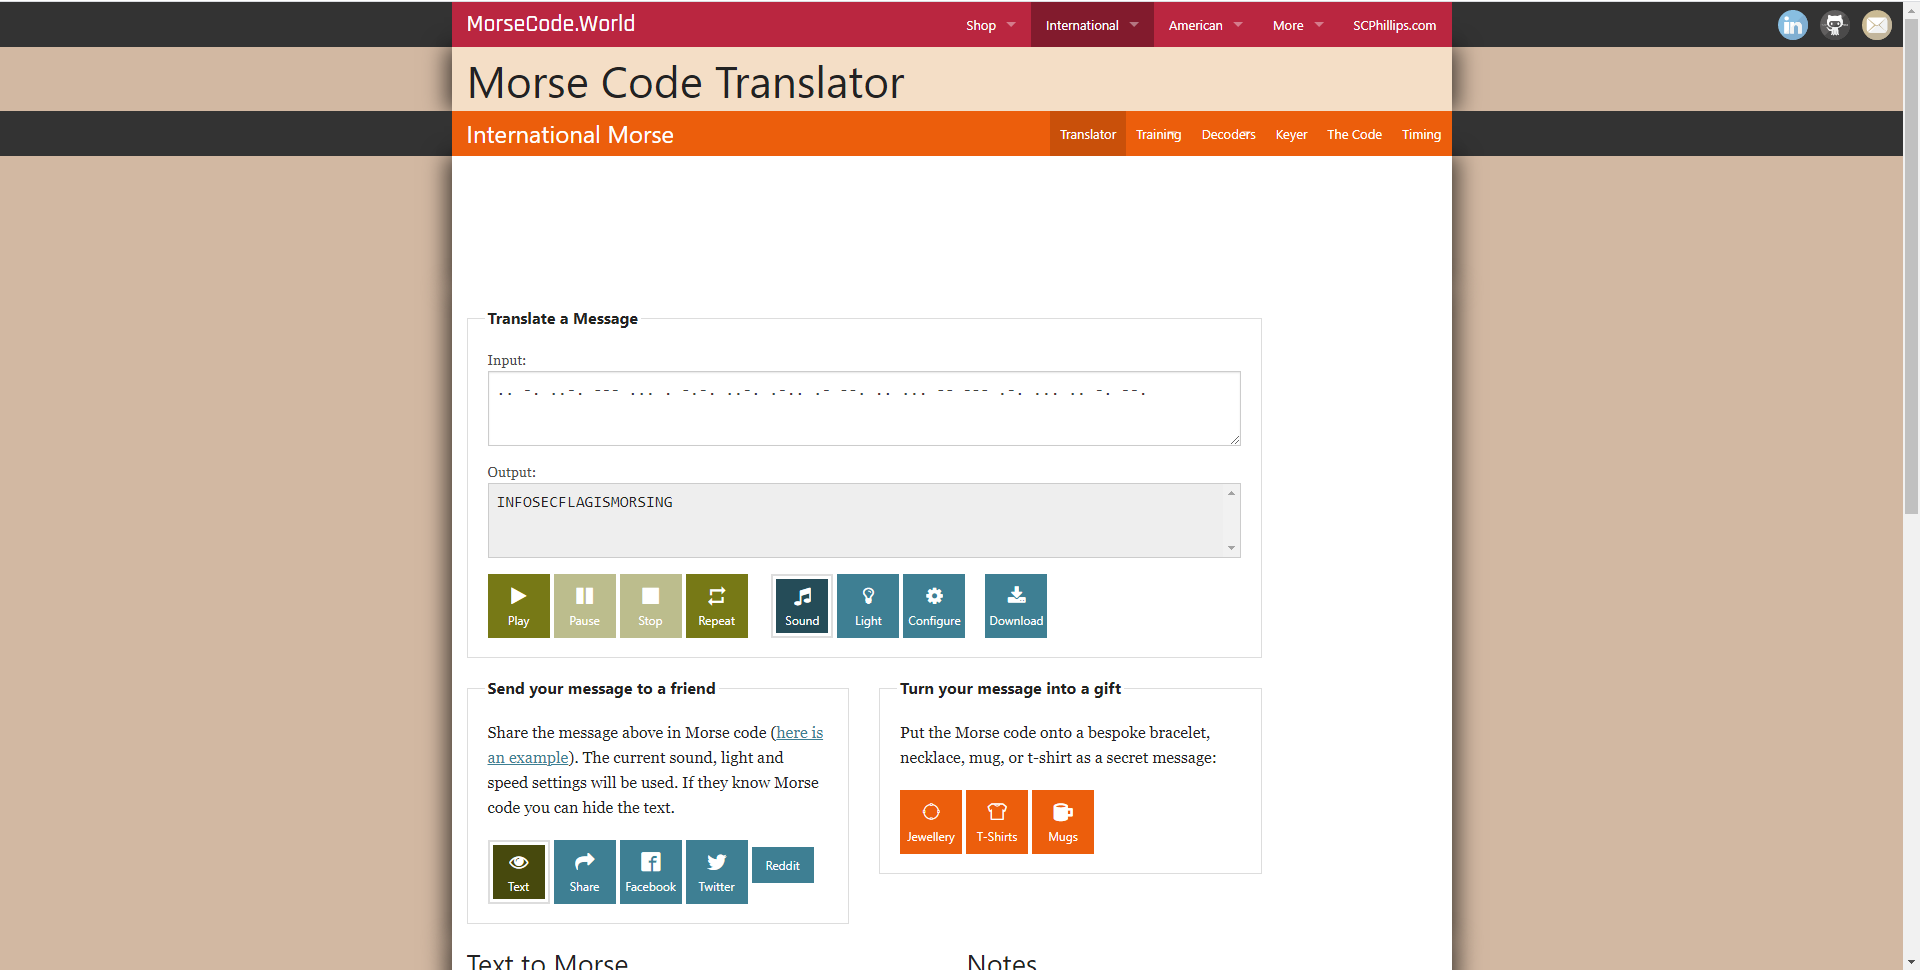 MorseCode.World
Shop International American More SCPhillips.com
Morse Code Translator
International Morse
Translator Training Decoders Keyer The Code Timing
Translate a Message
Input:
.. -. ..-. --- ... . -.-. ..-. .-.. .- --. .. ... -- --- .-. ... .. -. --.
Output:
INFOSECFLAGISMORSING
Play Pause Stop Repeat Sound Light Configure Download
Send your message to a friend
Share the message above in Morse code (here is
an example). The current sound, light and
speed settings will be used. If they know Morse
code you can hide the text.
Text Share Facebook Twitter Reddit
Turn your message into a gift
Put the Morse code onto a bespoke bracelet,
necklace, mug, or t-shirt as a secret message:
Jewellery T-Shirts Mugs
Text to Morse
Notes